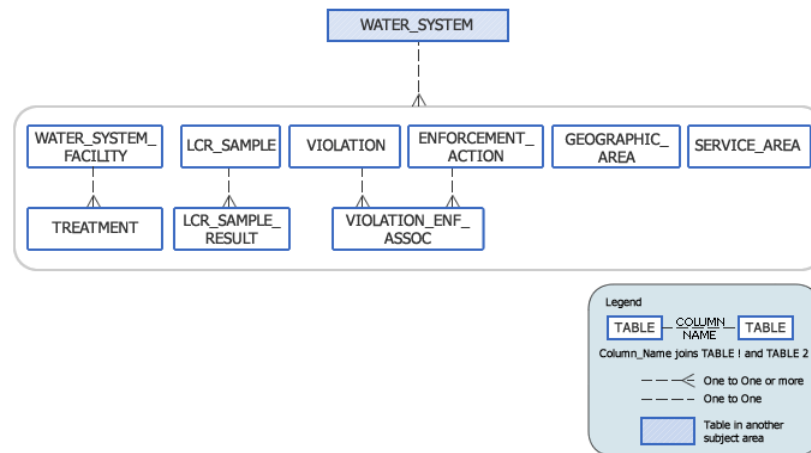 WATER_SYSTEM
WATER_SYSTEM_
FACILITY
LCR_SAMPLE
VIOLATION
ENFORCEMENT_
ACTION
GEOGRAPHIC_
AREA
SERVICE_AREA
TREATMENT
LCR_SAMPLE_
RESULT
VIOLATION_ENF_
ASSOC
Legend
TABLE
COLUMN
NAME
TABLE
Column_Name joins TABLE ! and TABLE 2
One to One or more
One to One
Table in another
subject area